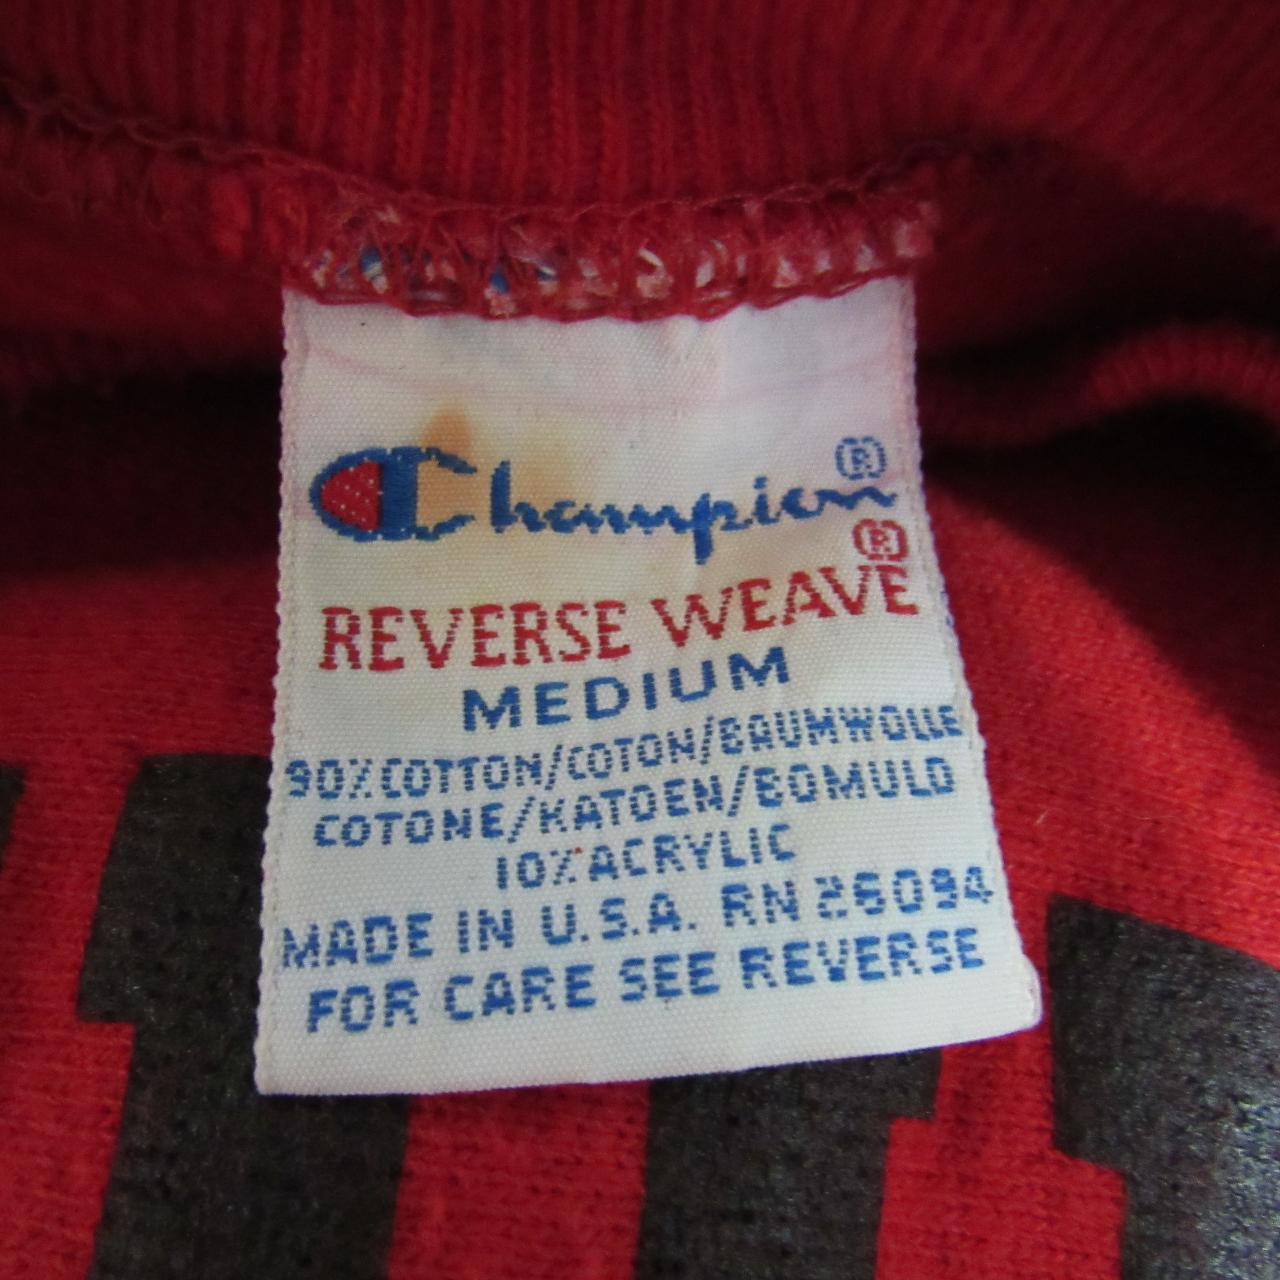 Champion®
REVERSE WEAVE®
MEDIUM
90% COTTON/COTON/BAUMWOLLE
COTONE/KATOEN/BOMULD
10% ACRYLIC
MADE IN U.S.A. RN 26094
FOR CARE SEE REVERSE